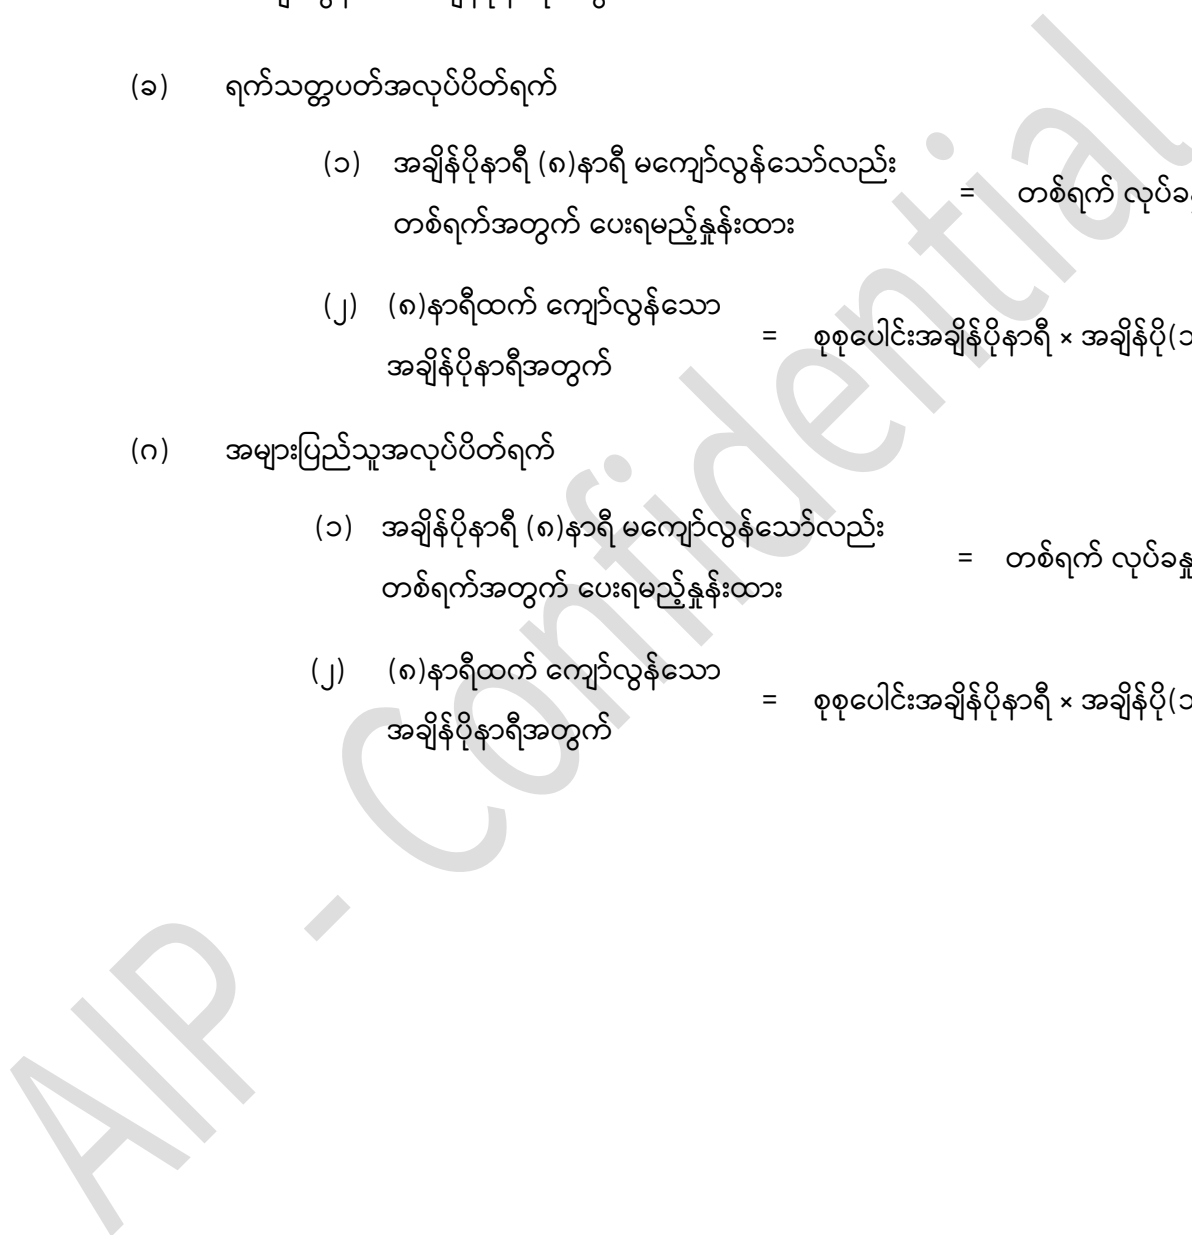 (ခ) ရက်သတ္တပတ်အလုပ်ပိတ်ရက်
(၁) အချိန်ပိုနာရီ (၈)နာရီ မကျော်လွန်သော်လည်း
တစ်ရက်အတွက် ပေးရမည့်နှုန်းထား
= တစ်ရက် လုပ်ခ
(၂) (၈)နာရီထက် ကျော်လွန်သော
အချိန်ပိုနာရီအတွက်
= စုစုပေါင်းအချိန်ပိုနာရီ × အချိန်ပို(၁
(ဂ) အများပြည်သူအလုပ်ပိတ်ရက်
(၁) အချိန်ပိုနာရီ (၈)နာရီ မကျော်လွန်သော်လည်း
တစ်ရက်အတွက် ပေးရမည့်နှုန်းထား
= တစ်ရက် လုပ်ခနှု
(၂) (၈)နာရီထက် ကျော်လွန်သော
အချိန်ပိုနာရီအတွက်
= စုစုပေါင်းအချိန်ပိုနာရီ × အချိန်ပို(၁
AIP - Confidential